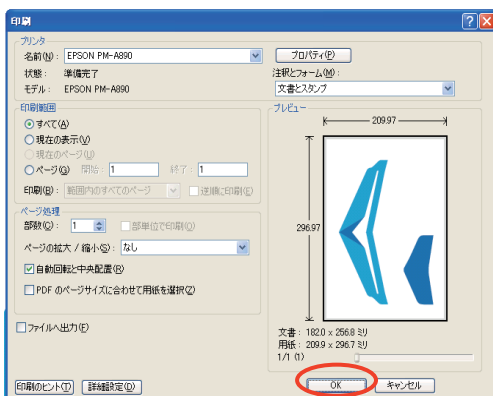 印刷
プリンタ
名前(N): EPSON PM-A890
プロパティ(P)
状態: 準備完了
注釈とフォーム(M):
モデル: EPSON PM-A890
文書とスタンプ
印刷範囲
すべて(A)
現在の表示(V)
現在のページ(U)
ページ(G) 開始: 1 終了: 1
印刷(B): 範囲内のすべてのページ 逆順に印刷(E)
ページ処理
部数(C): 1 部単位で印刷(O)
ページの拡大 / 縮小(S): なし
自動回転と中央配置(R)
PDF のページサイズに合わせて用紙を選択(Z)
ファイルへ出力(F)
プレビュー
209.97
296.97
文書: 182.0 x 256.8 ミリ
用紙: 209.9 x 296.7 ミリ
1/1 (1)
印刷のヒント(T) 詳細設定(D) OK キャンセル